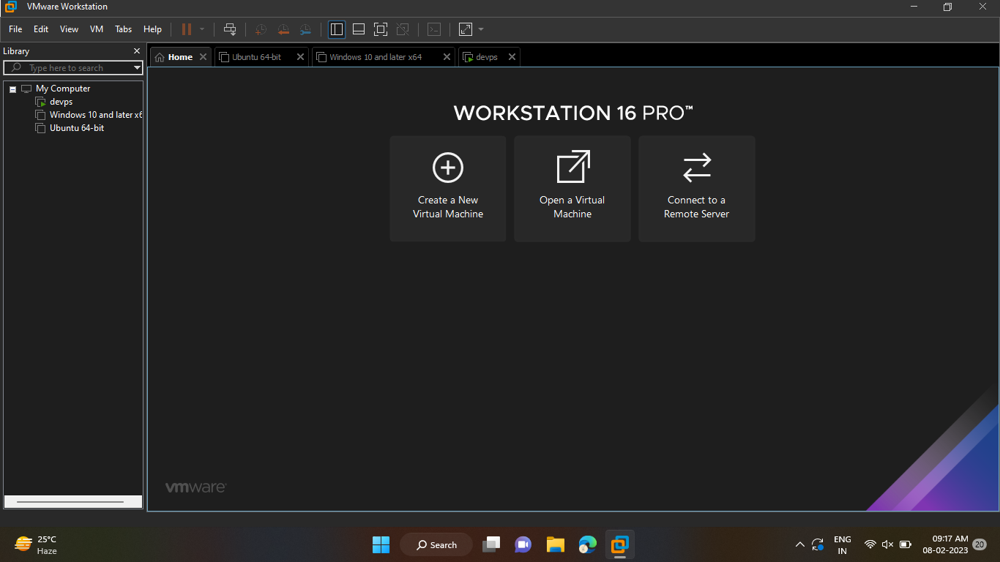 VMware Workstation
File Edit View VM Tabs Help
Library
Type here to search
My Computer
devps
Windows 10 and later x6
Ubuntu 64-bit
Home
Ubuntu 64-bit
Windows 10 and later x64
devps
WORKSTATION 16 PRO™
Create a New
Virtual Machine
Open a Virtual
Machine
Connect to a
Remote Server
vmware
25°C
Haze
Search
ENG
IN
09:17 AM
08-02-2023
20